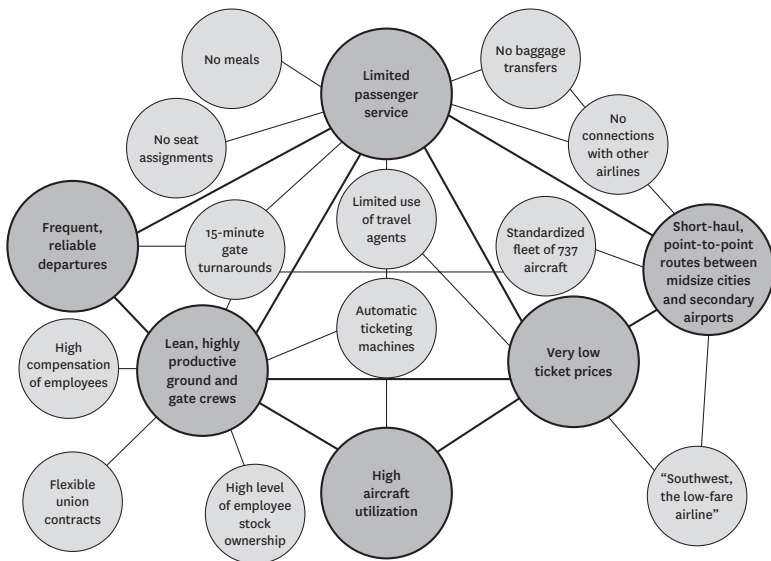 No meals
Limited
passenger
service
No baggage
transfers
No seat
assignments
No
connections
with other
airlines
Frequent,
reliable
departures
15-minute
gate
turnarounds
Limited use
of travel
agents
Standardized
fleet of 737
aircraft
Short-haul,
point-to-point
routes between
midsize cities
and secondary
airports
High
compensation
of employees
Lean, highly
productive
ground and
gate crews
Automatic
ticketing
machines
Very low
ticket prices
Flexible
union
contracts
High level
of employee
stock
ownership
High
aircraft
utilization
“Southwest,
the low-fare
airline”